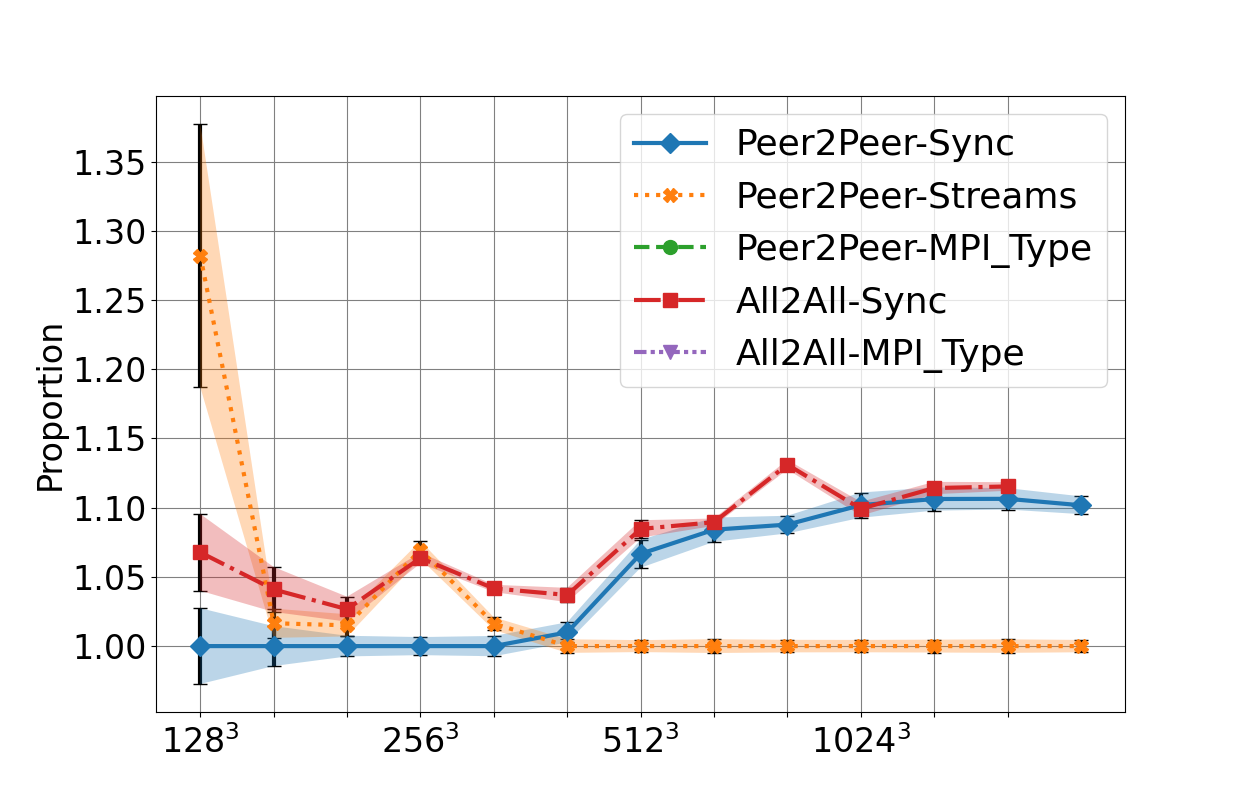 Proportion
1.35
1.30
1.25
1.20
1.15
1.10
1.05
1.00
128³
256³
512³
1024³
Peer2Peer-Sync
Peer2Peer-Streams
Peer2Peer-MPI_Type
All2All-Sync
All2All-MPI_Type